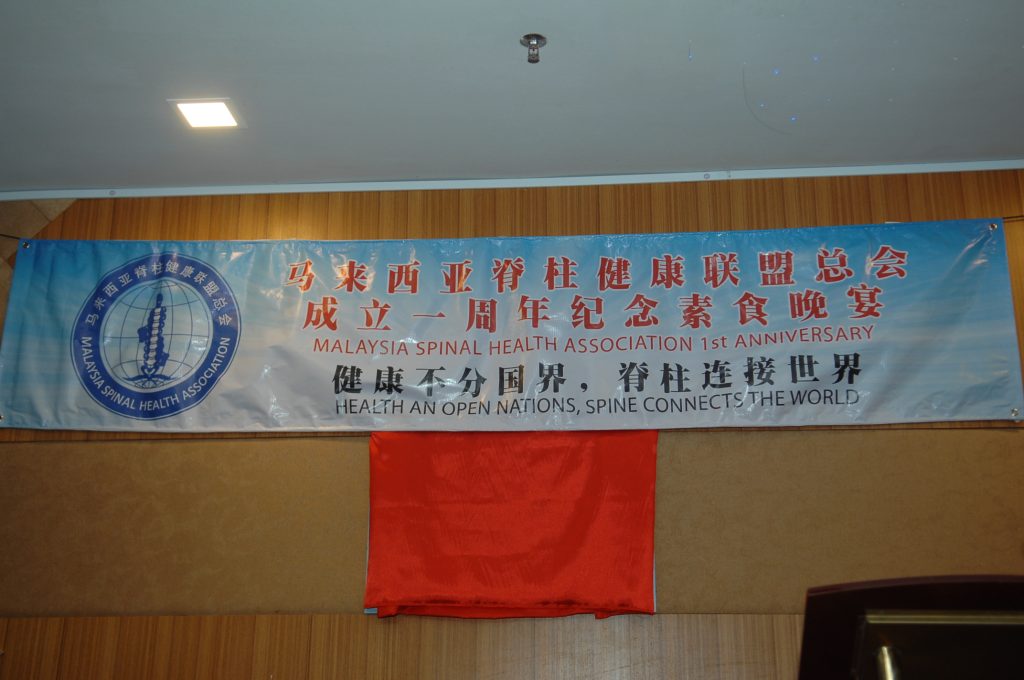 马来西亚脊柱健康联盟总会
MALAYSIA SPINAL HEALTH ASSOCIATION
马来西亚脊柱健康联盟总会
成立一周年纪念素食晚宴
MALAYSIA SPINAL HEALTH ASSOCIATION 1st ANNIVERSARY
健康不分国界，脊柱连接世界
HEALTH AN OPEN NATIONS, SPINE CONNECTS THE WORLD